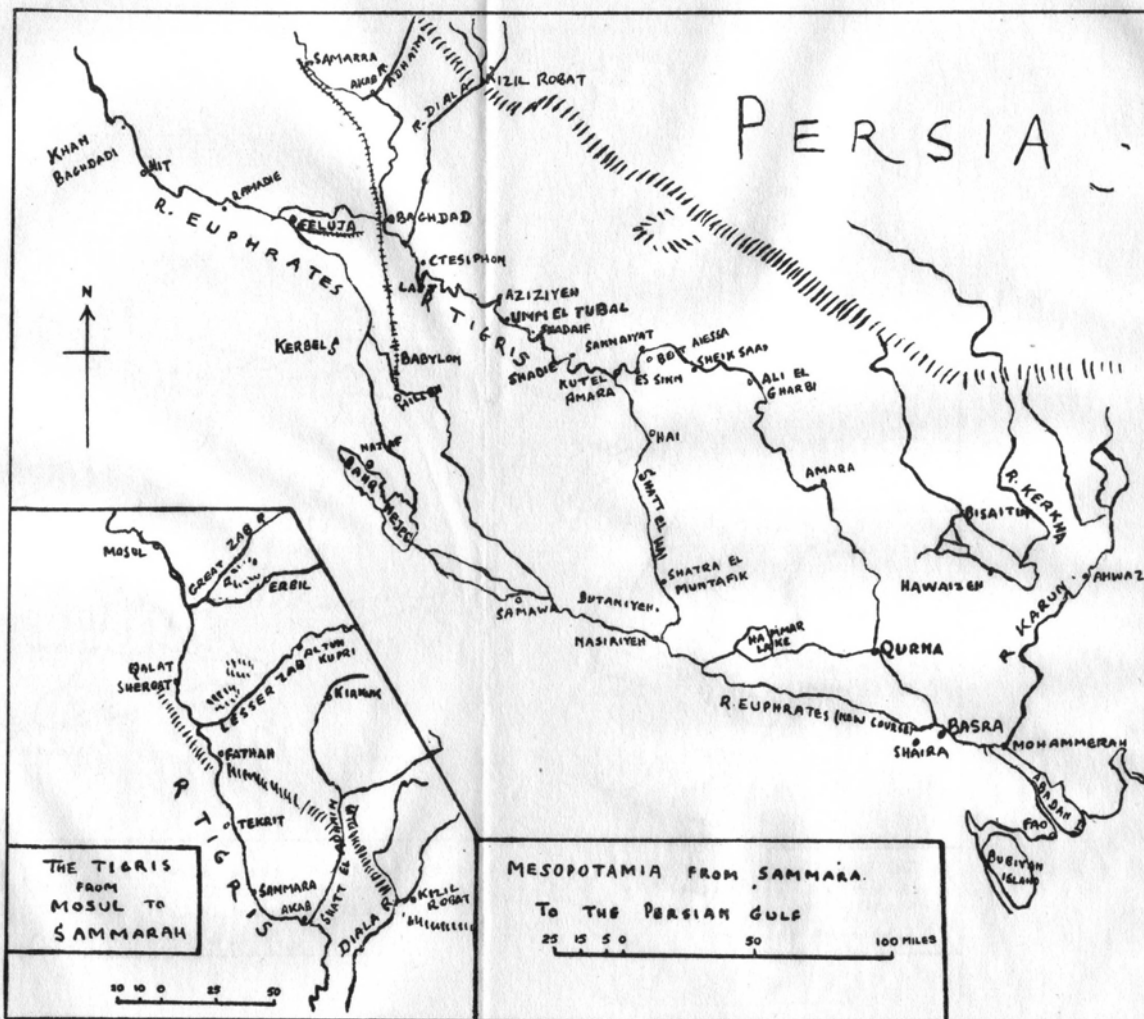 SAMARRA
AKAB
R ADHAIM
R. DIALA
KIZIL ROBAT
PERSIA
KHAN
BAGHDADI
HIT
RAMADIE
FELUJA
BAGHDAD
R. EUPHRATES
CTESIPHON
N
LAJ
R TIGRIS
AZIZIYEH
UMM EL TUBAL
SHADIE
SANNAIYAT
KERBELA
BABYLON
HILLEH
KUT EL
AMARA
ES SINN
BEIT AIESSA
SHEIK SAAD
ALI EL
GHARBI
HAI
NAJAF
AMARA
SHATT EL HAI
BISAITIN
R. KERKHA
SHATRA EL
MUNTAFIK
HAWAIZEH
AHWAZ
SAMAWA
BUTANIYEH
NASIRIYEH
HAMMAR
LAKE
QURNA
R KARUN
R. EUPHRATES (NEW COURSE)
BASRA
SHAIBA
MOHAMMERAH
ABADAN
FAO
BUBIYAN
ISLAND
MOSUL
GREAT ZAB R
ERBIL
QALAT
SHERGAT
ALTUN
KUPRI
LESSER ZAB
KIRKUK
FATHAH
R TIGRIS
TEKRIT
SAMMARA
AKAB
SHATT EL ADHAIM
KIZIL
ROBAT
DIALA R
THE TIGRIS
FROM
MOSUL TO
SAMMARAH
20 10 0 25 50
MESOPOTAMIA FROM SAMMARA.
TO THE PERSIAN GULF
25 15 5 0 50 100 MILES